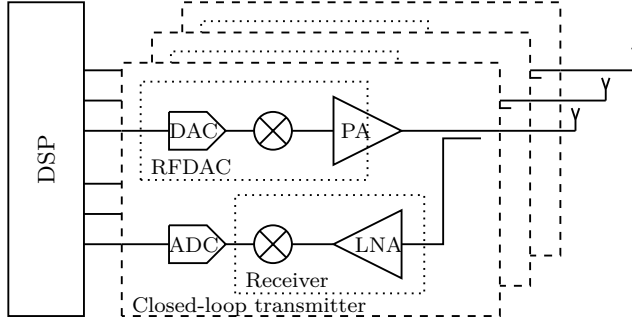 DSP
DAC
PA
RFDAC
ADC
LNA
Receiver
Closed-loop transmitter